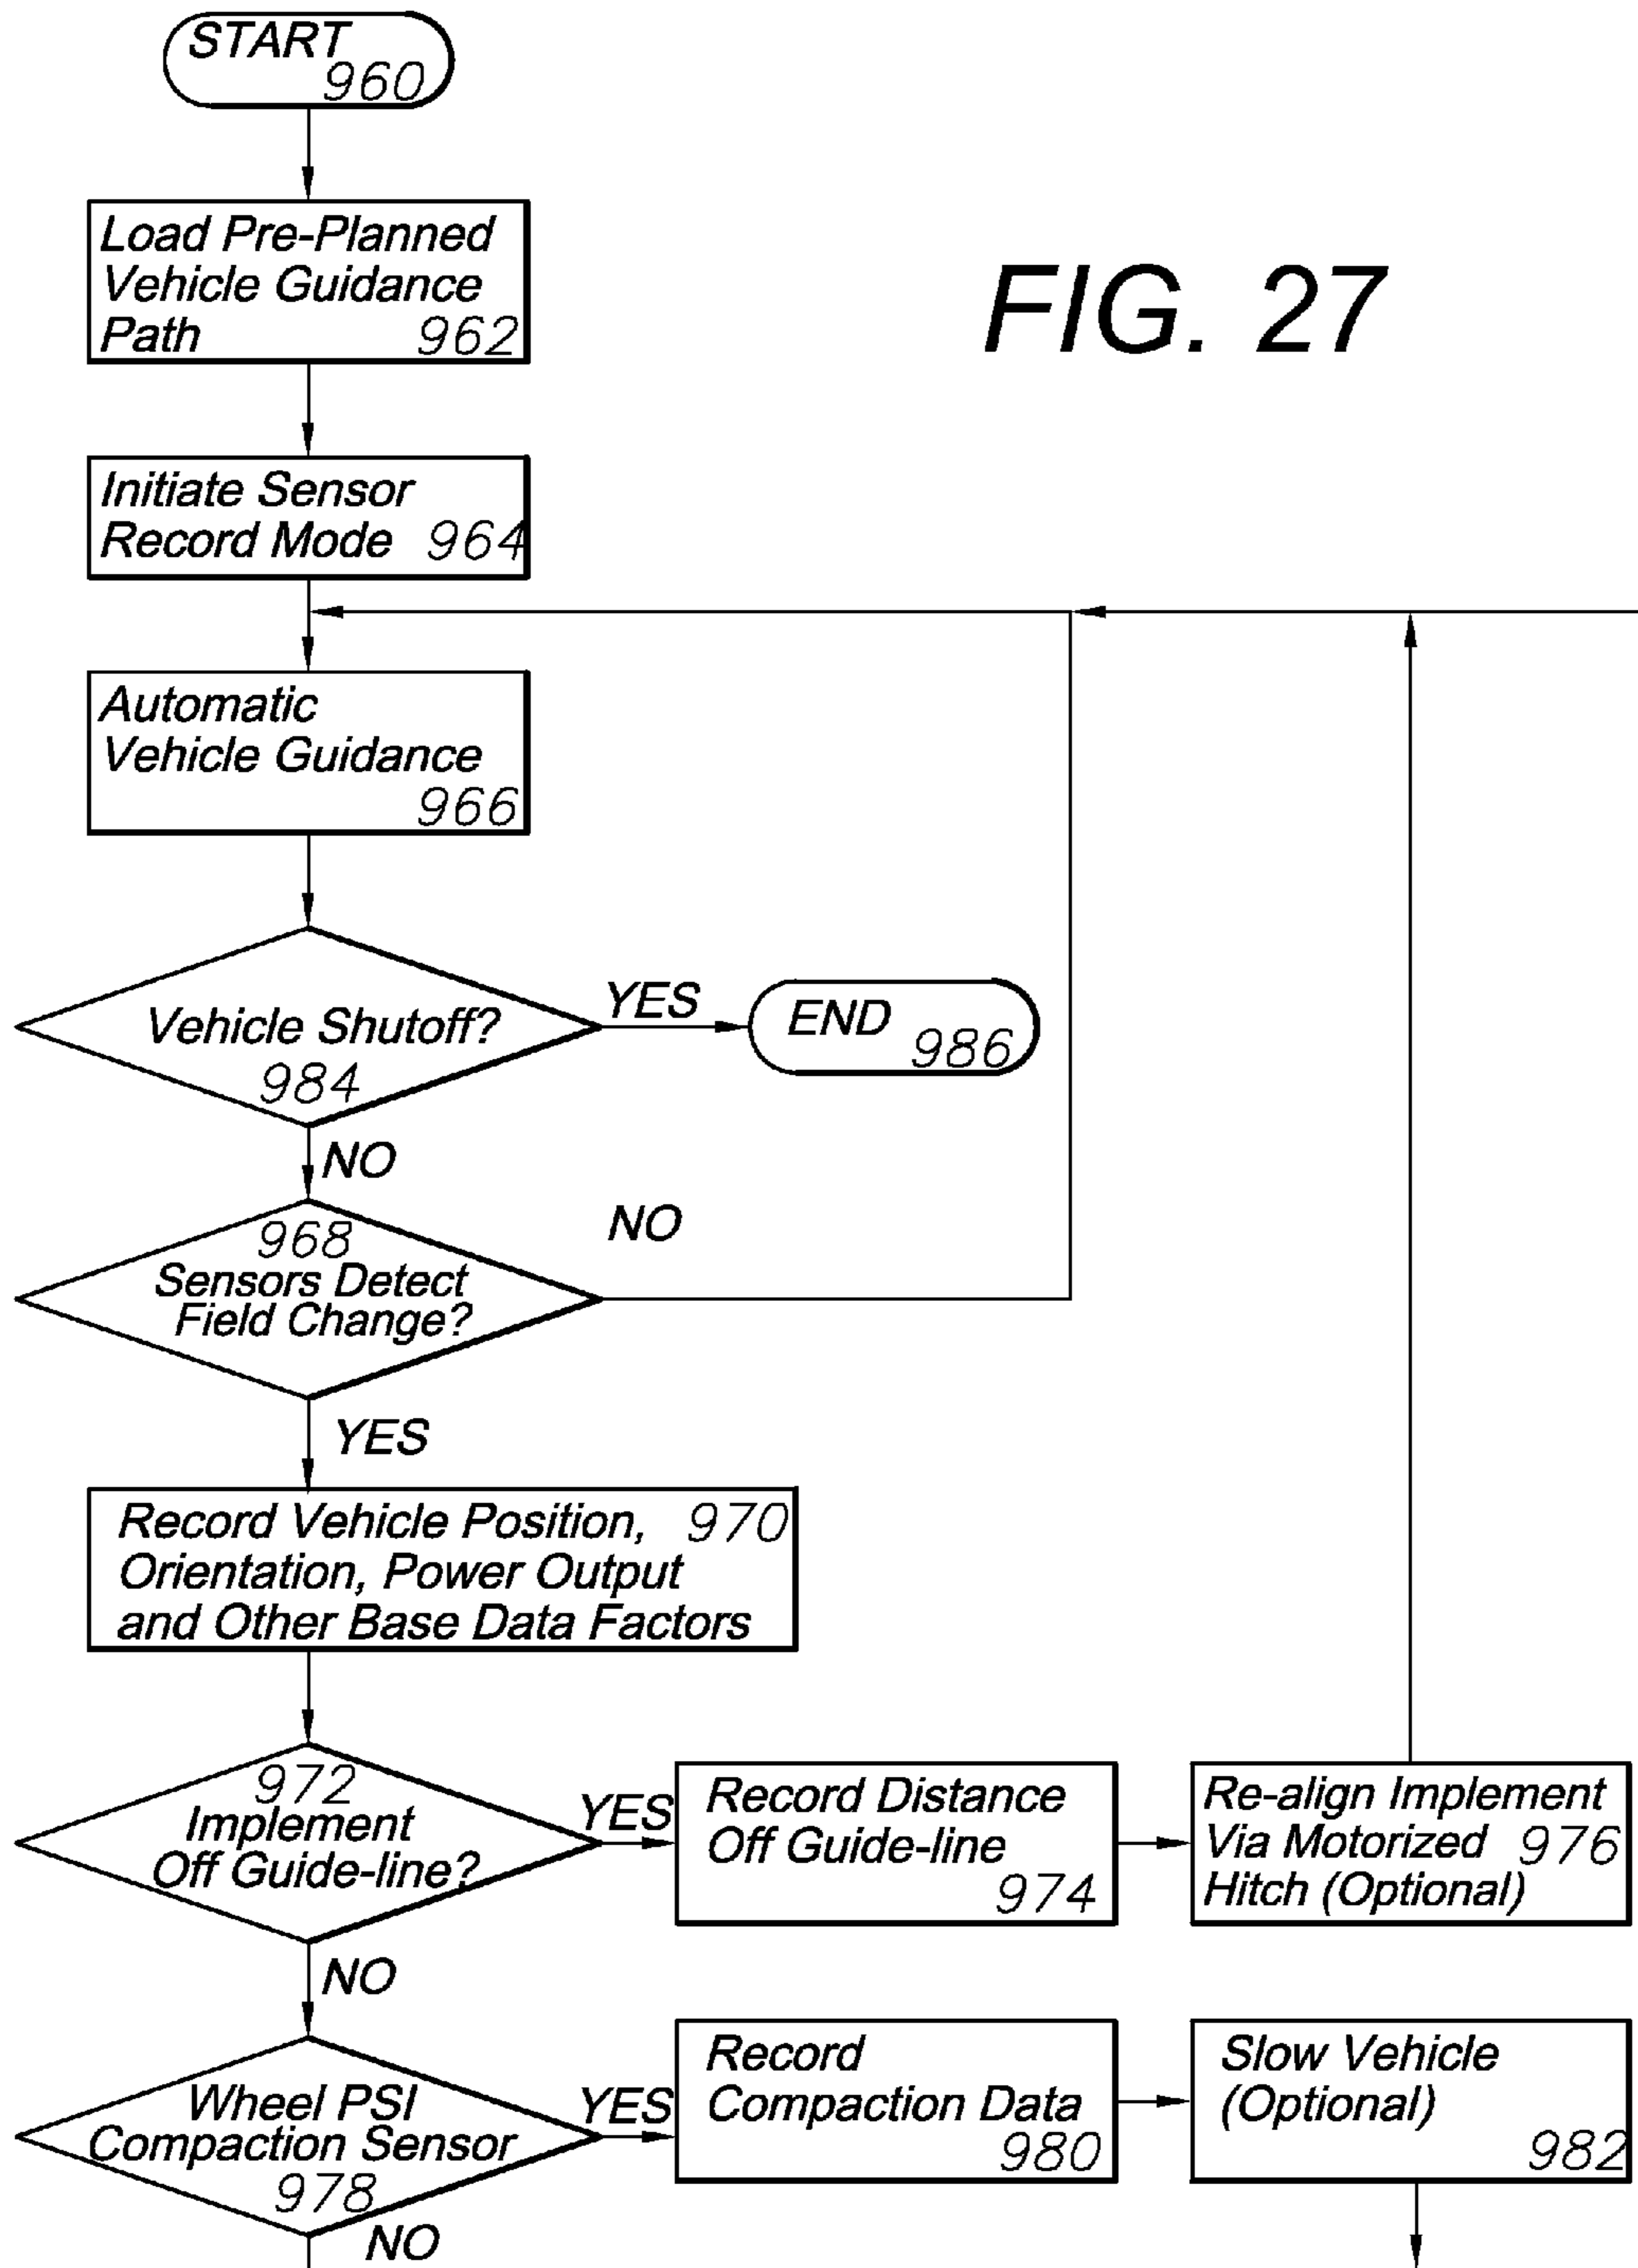 START
960
FIG. 27
Load Pre-Planned
Vehicle Guidance
Path 962
Initiate Sensor
Record Mode 964
Automatic
Vehicle Guidance
966
Vehicle Shutoff?
984
YES
END
986
NO
968
Sensors Detect
Field Change?
NO
YES
Record Vehicle Position, 970
Orientation, Power Output
and Other Base Data Factors
972
Implement
Off Guide-line?
YES
Record Distance
Off Guide-line
974
Re-align Implement
Via Motorized 976
Hitch (Optional)
NO
Wheel PSI
Compaction Sensor
978
YES
Record
Compaction Data
980
Slow Vehicle
(Optional)
982
NO